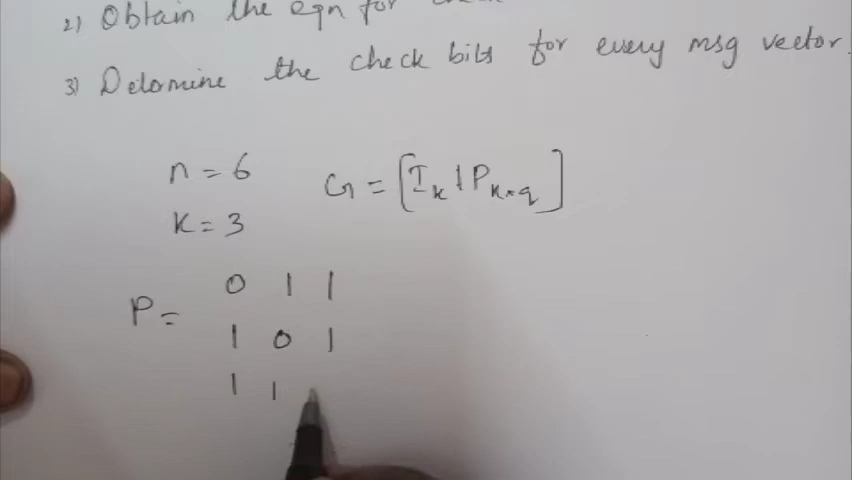 2) Obtain the eqn for
3) Determine the check bits for every msg vector.
n = 6 G = [I_k | P_k×q]
k = 3
P = 0 1 1
1 0 1
1 1